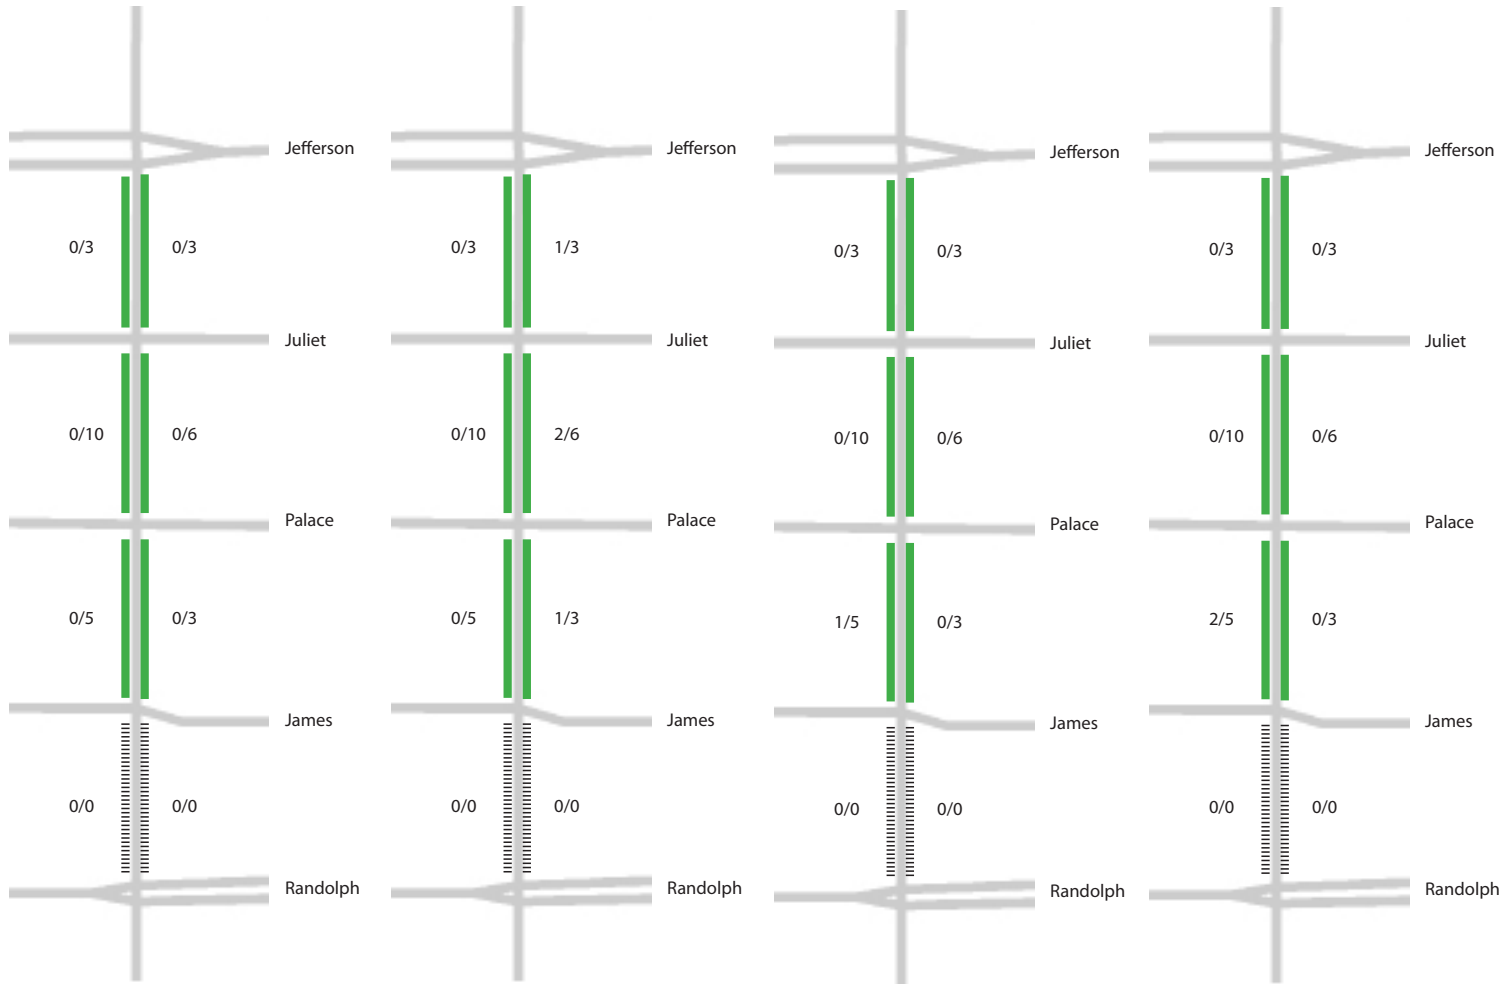 Jefferson
0/3 0/3
Juliet
0/10 0/6
Palace
0/5 0/3
James
0/0 0/0
Randolph
Jefferson
0/3 1/3
Juliet
0/10 2/6
Palace
0/5 1/3
James
0/0 0/0
Randolph
Jefferson
0/3 0/3
Juliet
0/10 0/6
Palace
1/5 0/3
James
0/0 0/0
Randolph
Jefferson
0/3 0/3
Juliet
0/10 0/6
Palace
2/5 0/3
James
0/0 0/0
Randolph